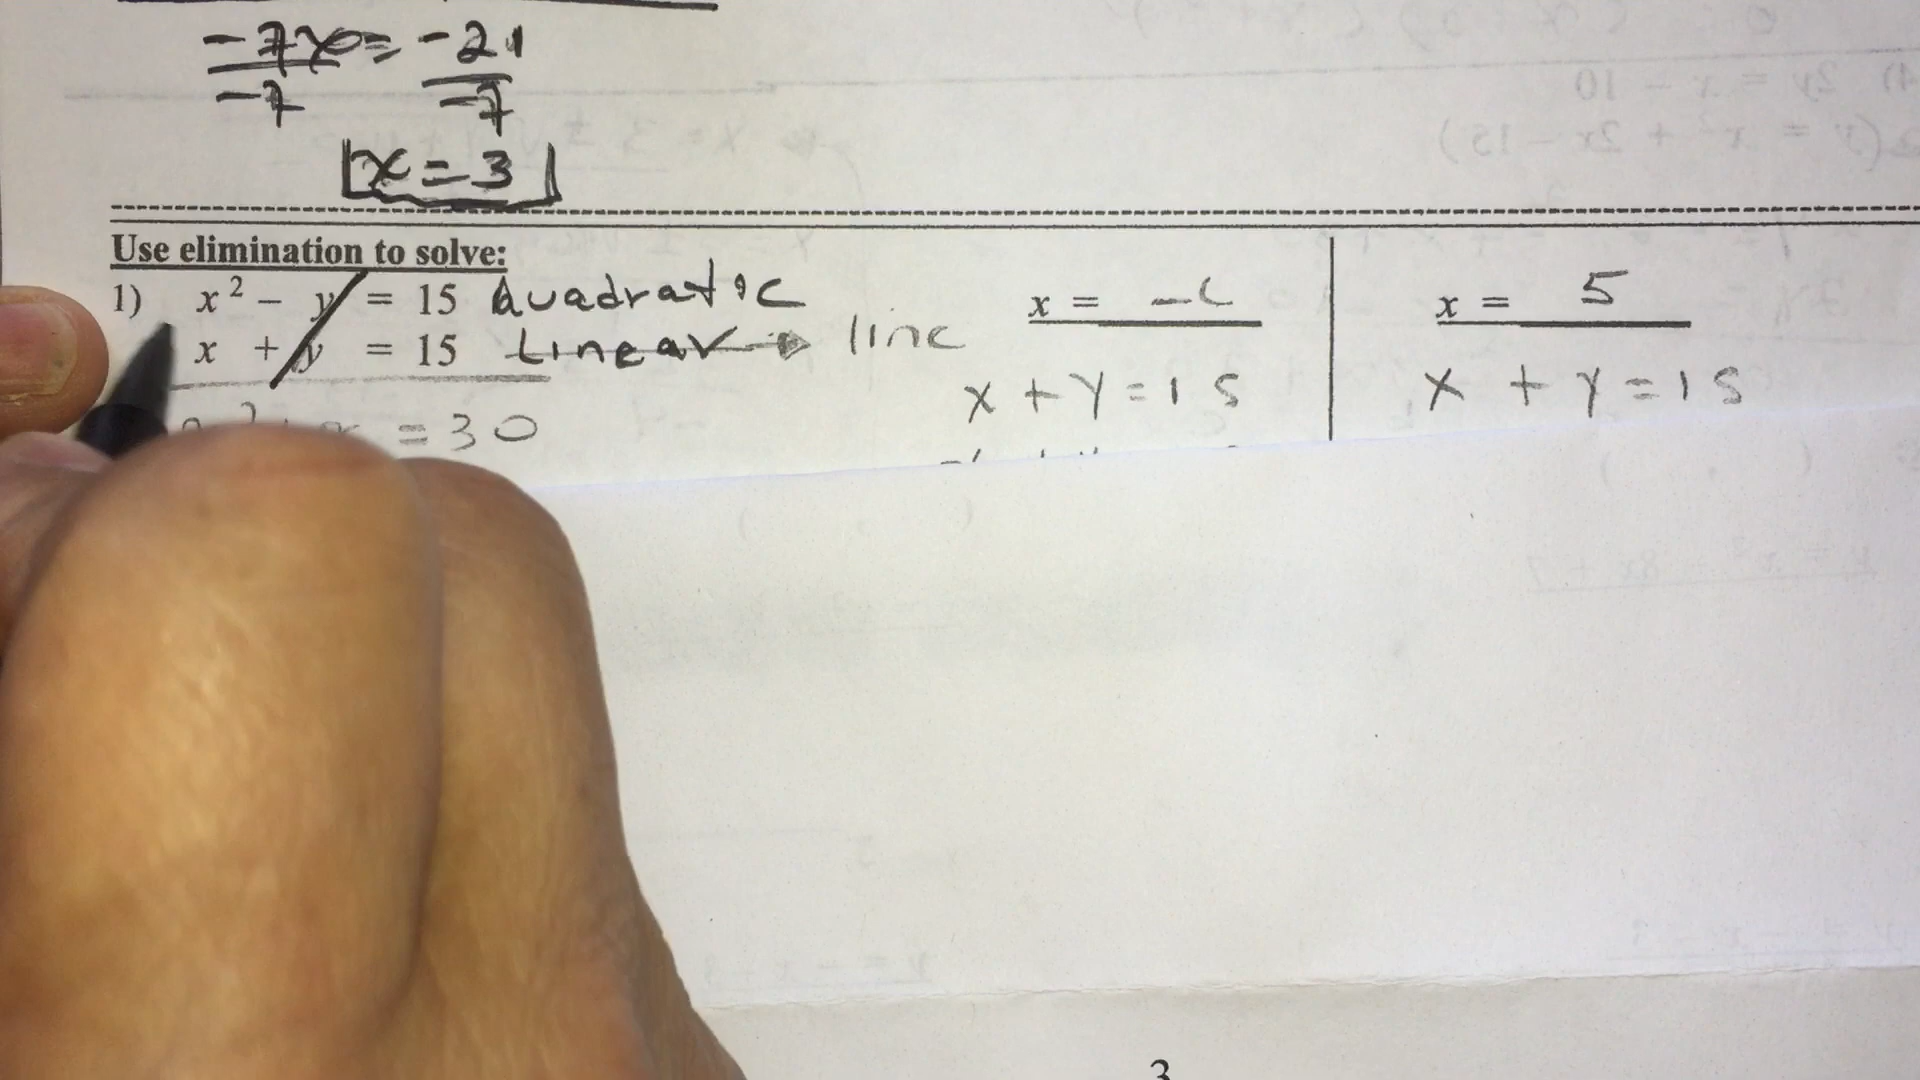 -7x = -21
-7 -7
x = 3
Use elimination to solve:
1) x² - y = 15 Quadratic
x + y = 15 Linear → line
= 30
x =
x + y = 15
x = 5
x + y = 15
3